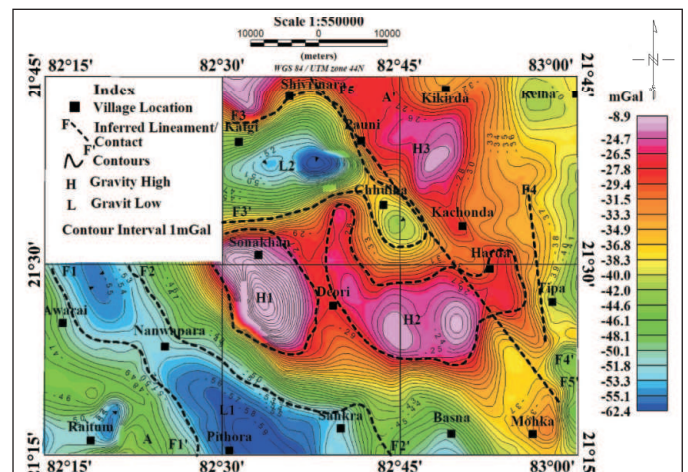 Scale 1:550000
10000 0 10000
(meters)
WGS 84 / UTM zone 44N
82°15' 82°30' 82°45' 83°00'
21°45' 21°45'
N
Index
Village Location
F F' Inferred Lineament/
Contact
Contours
H Gravity High
L Gravit Low
Contour Interval 1mGal
Shivrinara
A'
Kikirda
F3
Kalgi
Pauni
H3
L2
Chhuiha
F4
F3'
Kachonda
Sonakhan
21°30' 21°30'
F1 F2
Harda
H1
Deori
H2
Tipa
Awarai
Nanwapara
F4'
F5'
L1
Sankra
Basna
Mohka
Raitum
A
F1'
Pithora
F2'
21°15' 21°15'
82°15' 82°30' 82°45' 83°00'
mGal
-8.9
-24.7
-26.5
-27.8
-29.4
-31.5
-33.3
-34.9
-36.8
-38.3
-40.0
-42.0
-44.6
-46.1
-48.1
-50.1
-51.8
-53.3
-55.1
-62.4